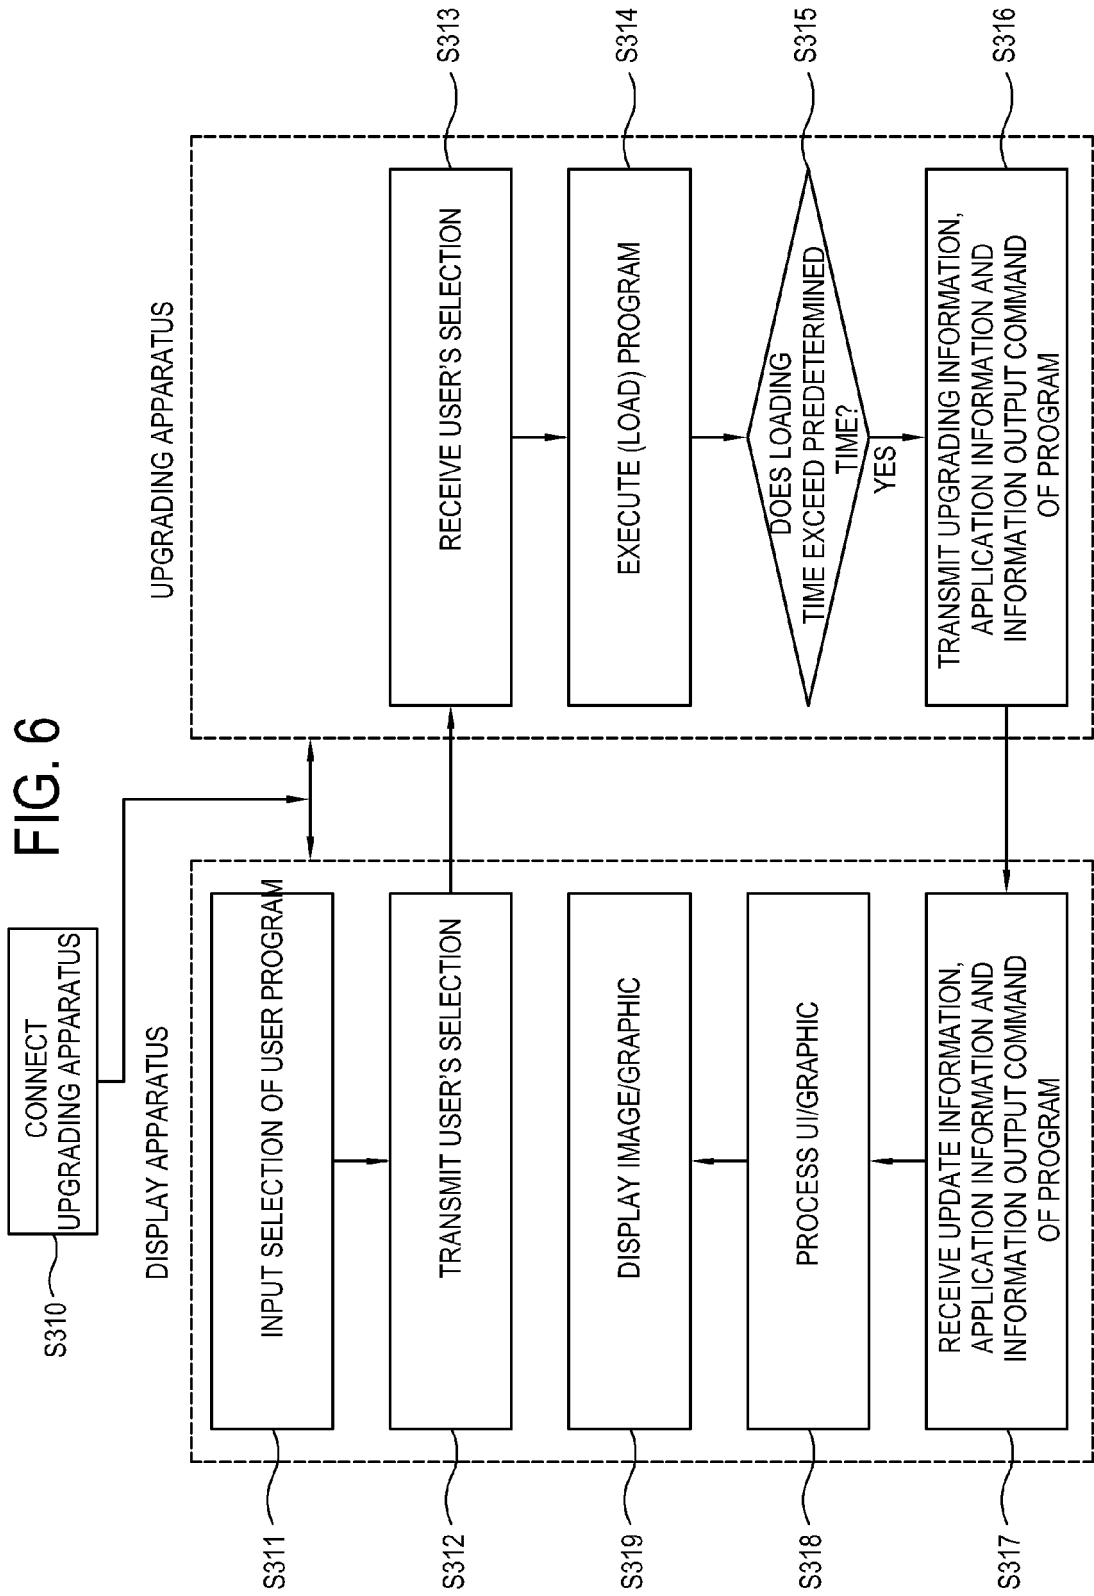 FIG. 6
CONNECT
UPGRADING APPARATUS
S310
DISPLAY APPARATUS
INPUT SELECTION OF USER PROGRAM
S311
TRANSMIT USER'S SELECTION
S312
DISPLAY IMAGE/GRAPHIC
S319
PROCESS UI/GRAPHIC
S318
RECEIVE UPDATE INFORMATION,
APPLICATION INFORMATION AND
INFORMATION OUTPUT COMMAND
OF PROGRAM
S317
UPGRADING APPARATUS
RECEIVE USER'S SELECTION
S313
EXECUTE (LOAD) PROGRAM
S314
DOES LOADING
TIME EXCEED PREDETERMINED
TIME?
S315
YES
TRANSMIT UPGRADING INFORMATION,
APPLICATION INFORMATION AND
INFORMATION OUTPUT COMMAND
OF PROGRAM
S316